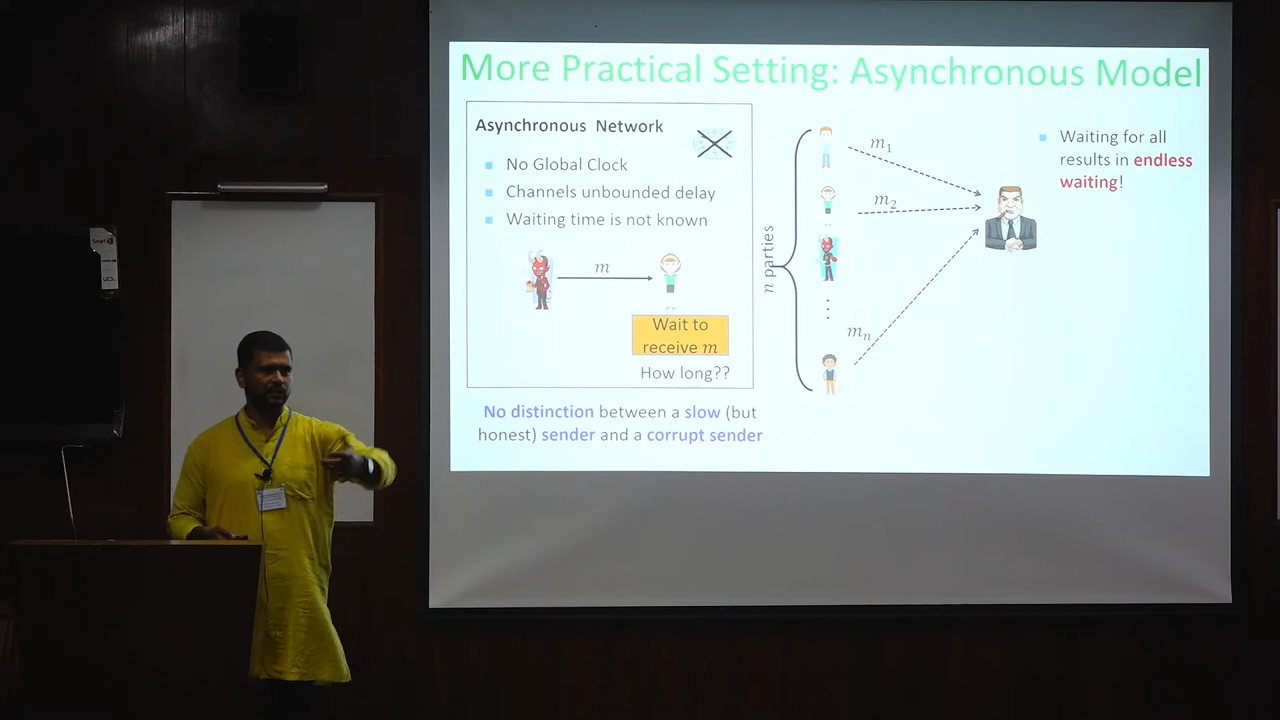 More Practical Setting: Asynchronous Model
Asynchronous Network
No Global Clock
Channels unbounded delay
Waiting time is not known
m
Wait to
receive m
How long??
No distinction between a slow (but
honest) sender and a corrupt sender
n parties
m₁
m₂
⋮
mₙ
Waiting for all
results in endless
waiting!